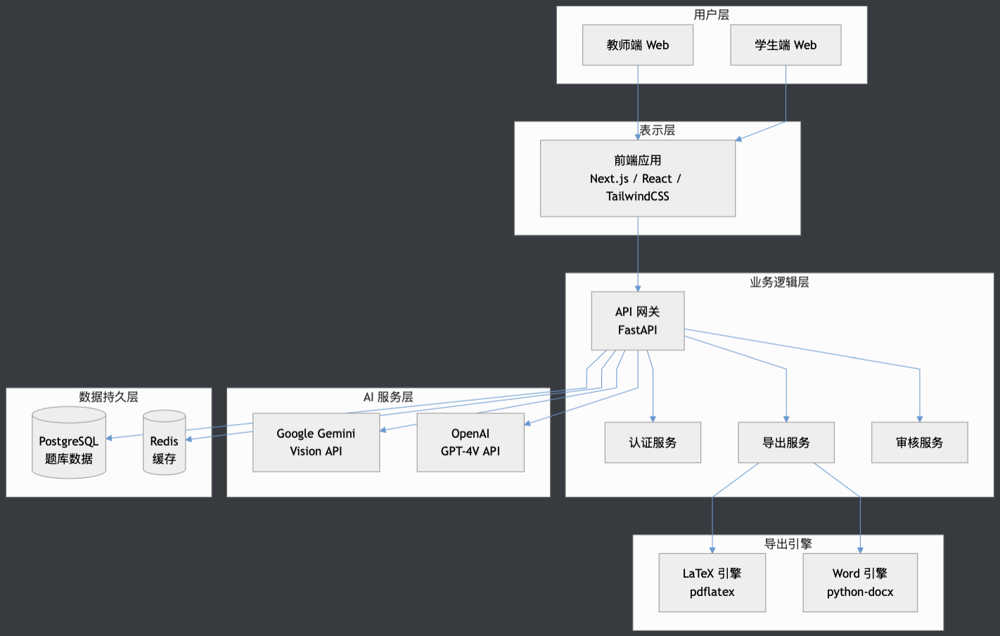 用户层
教师端 Web
学生端 Web
表示层
前端应用
Next.js / React /
TailwindCSS
业务逻辑层
API 网关
FastAPI
数据持久层
PostgreSQL
题库数据
Redis
缓存
AI 服务层
Google Gemini
Vision API
OpenAI
GPT-4V API
认证服务
导出服务
审核服务
导出引擎
LaTeX 引擎
pdflatex
Word 引擎
python-docx